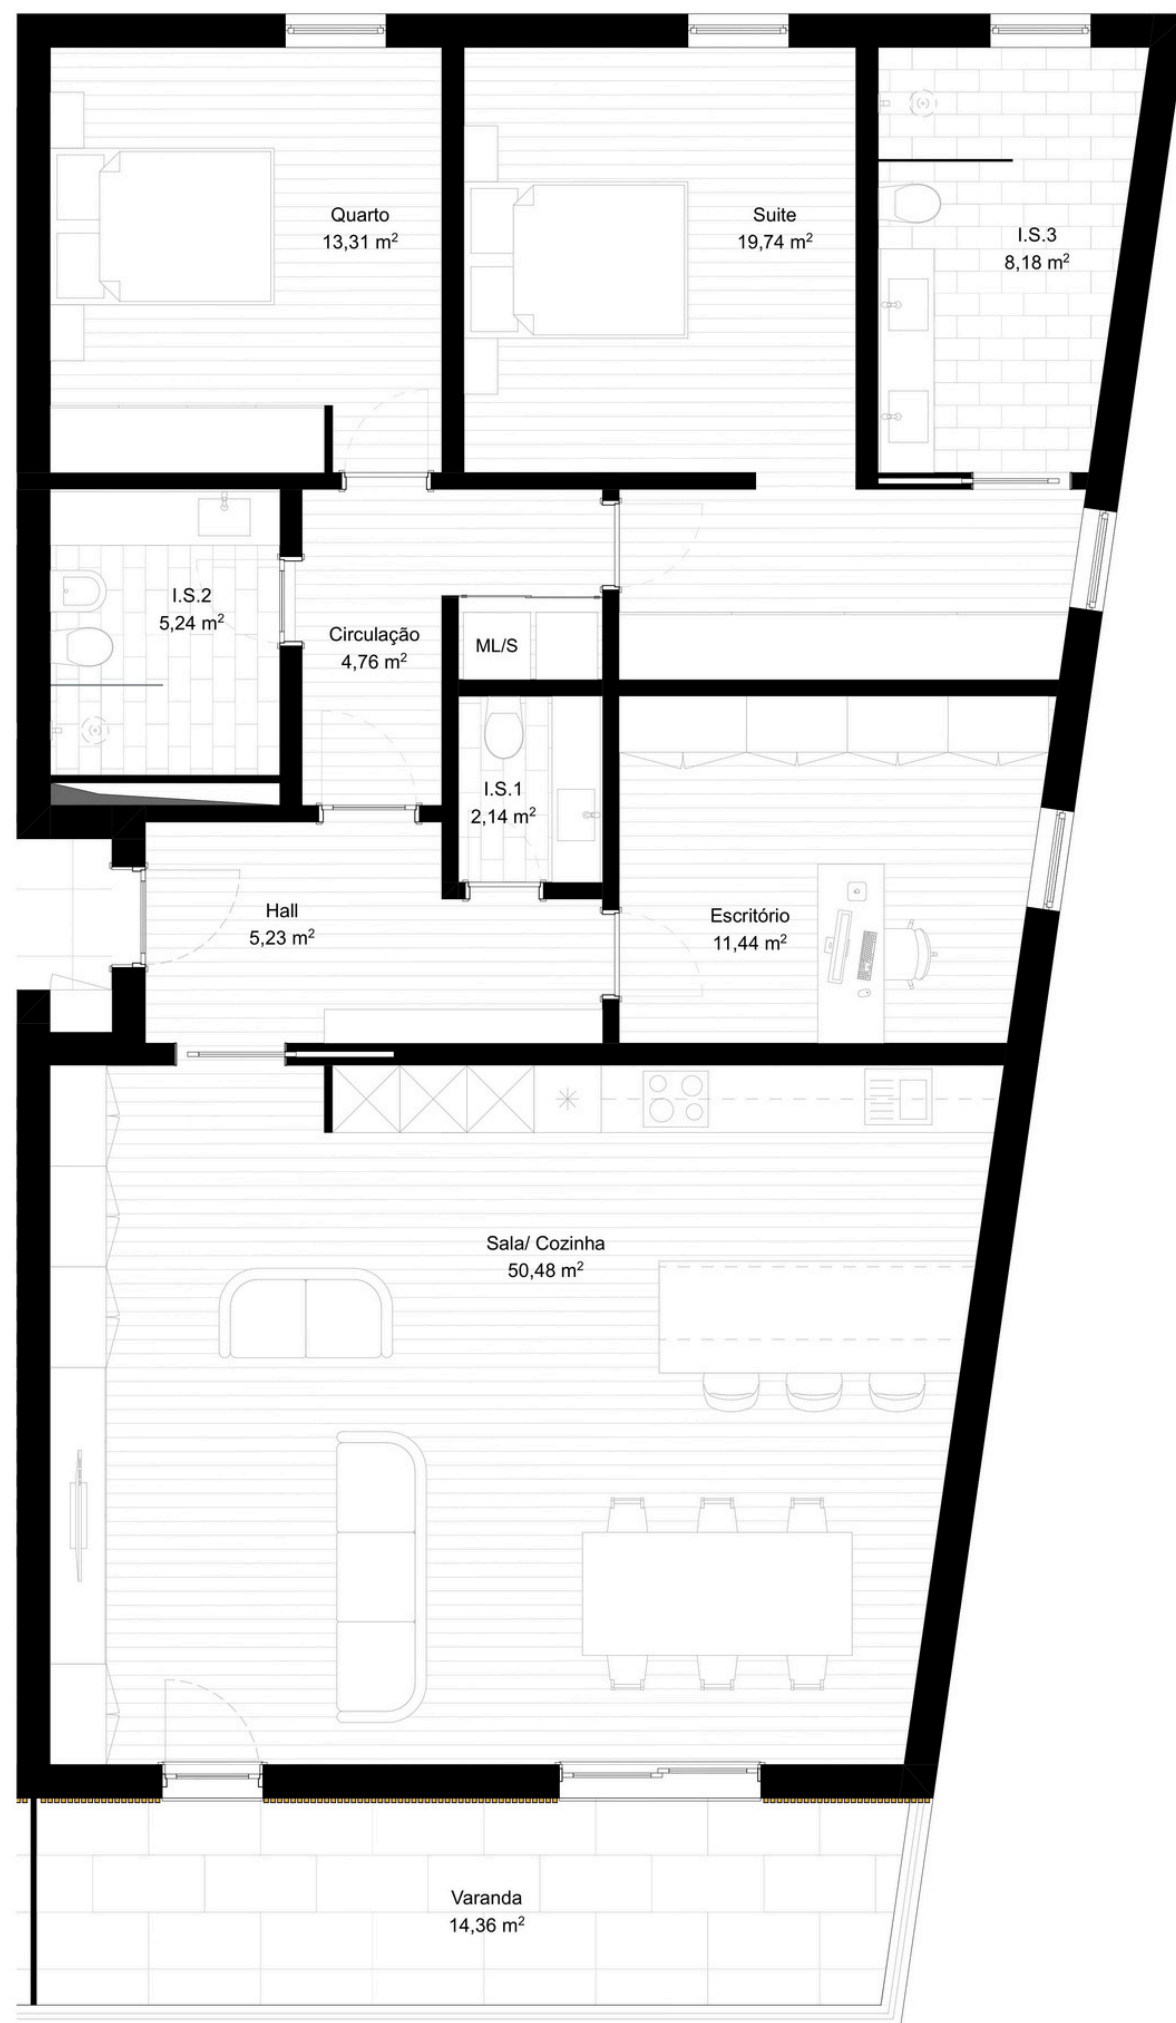 Quarto
13,31 m²
Suite
19,74 m²
I.S.3
8,18 m²
I.S.2
5,24 m²
Circulação
4,76 m²
ML/S
I.S.1
2,14 m²
Hall
5,23 m²
Escritório
11,44 m²
Sala/ Cozinha
50,48 m²
Varanda
14,36 m²